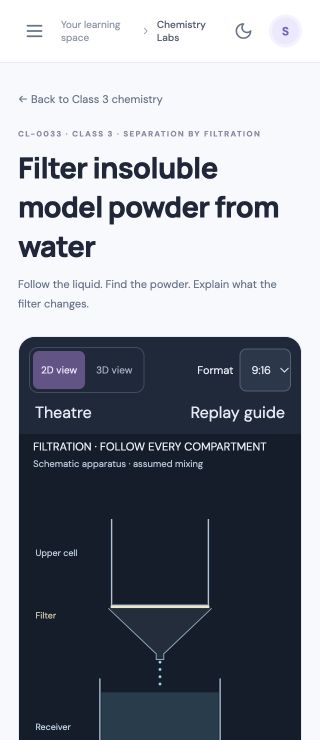 Your learning
space
Chemistry
Labs
S
← Back to Class 3 chemistry
CL-0033 · CLASS 3 · SEPARATION BY FILTRATION
Filter insoluble
model powder from
water
Follow the liquid. Find the powder. Explain what the
filter changes.
2D view
3D view
Format
9:16
Theatre
Replay guide
FILTRATION · FOLLOW EVERY COMPARTMENT
Schematic apparatus · assumed mixing
Upper cell
Filter
Receiver